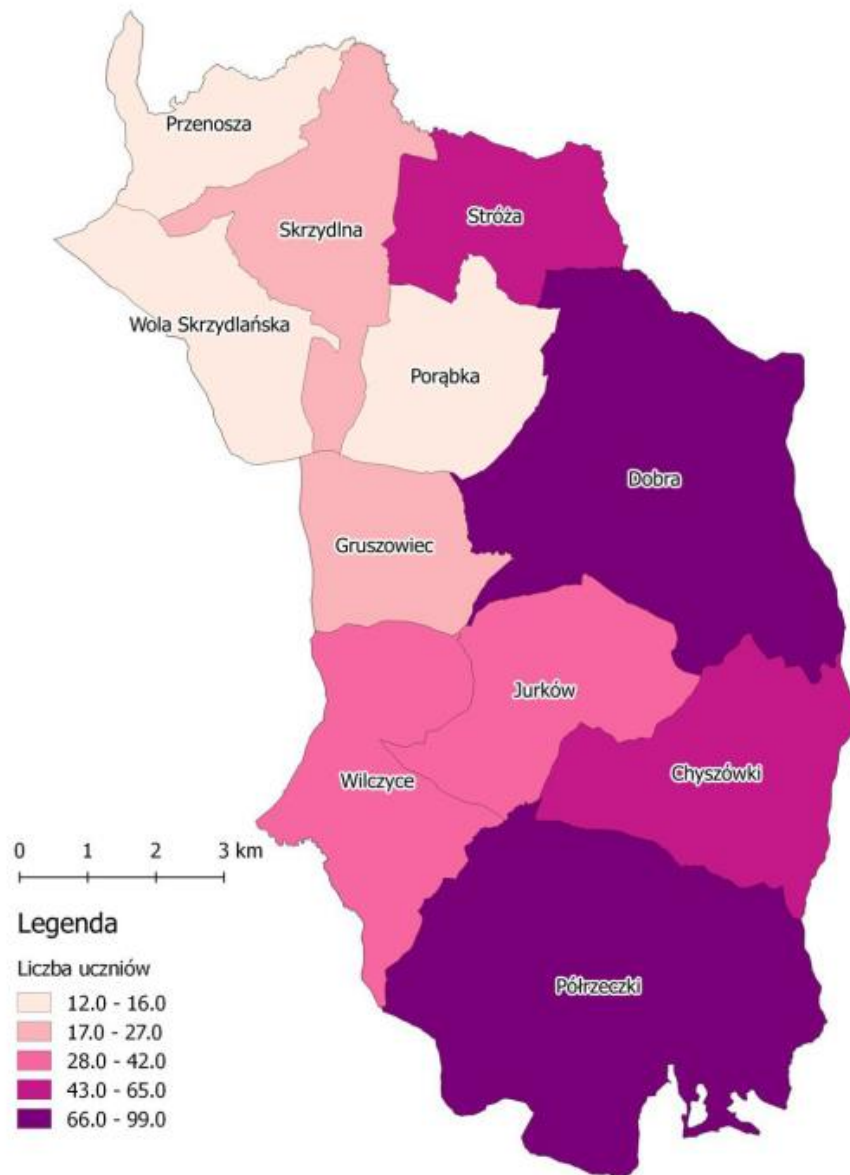 Przenosza
Skrzydlna
Stróża
Wola Skrzydlańska
Porąbka
Dobra
Gruszowiec
Jurków
Chyszówki
Wilczyce
Półrzeczki
0 1 2 3 km
Legenda
Liczba uczniów
12.0 - 16.0
17.0 - 27.0
28.0 - 42.0
43.0 - 65.0
66.0 - 99.0